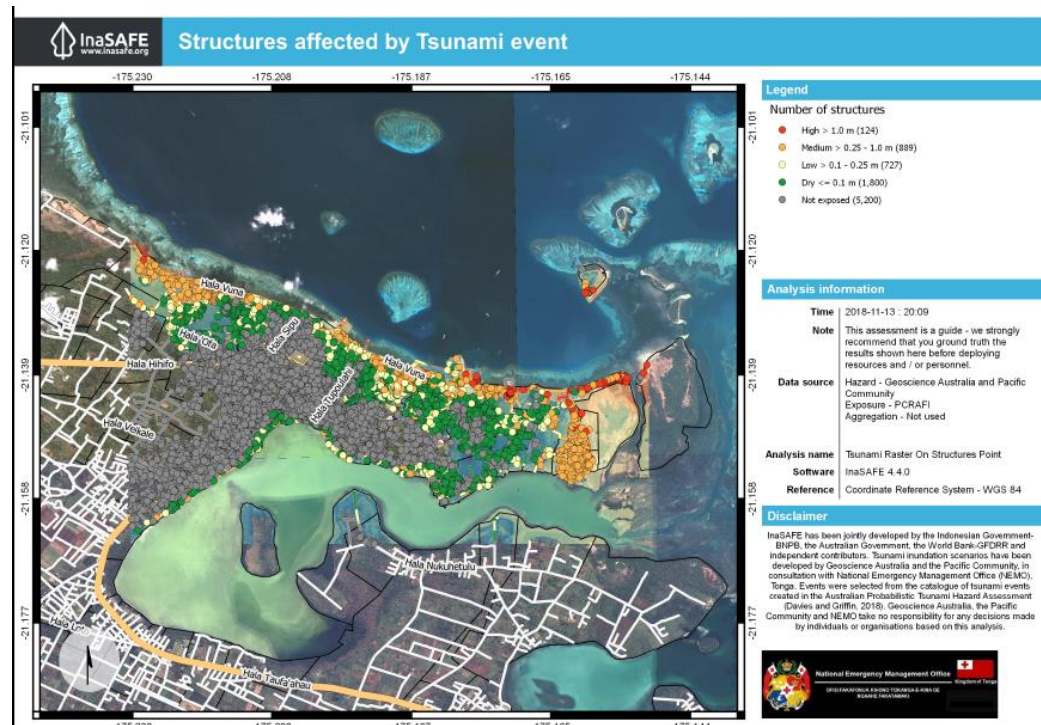 InaSAFE
www.inasafe.org
Structures affected by Tsunami event
-175.230 -175.208 -175.187 -175.165 -175.144
-21.101
-21.120
-21.139
-21.158
-21.177
Hala Vuna
Hala 'Ofa
Hala Sipu
Hala Hihifo
Hala Vuna
Hala Tupoulahi
Hala Veikale
Hala Nukuhetulu
Hala Taufa'ahau
Legend
Number of structures
High > 1.0 m (124)
Medium > 0.25 - 1.0 m (889)
Low > 0.1 - 0.25 m (727)
Dry <= 0.1 m (1,800)
Not exposed (5,200)
Analysis information
Time 2018-11-13 : 20:09
Note This assessment is a guide - we strongly
recommend that you ground truth the
results shown here before deploying
resources and / or personnel.
Data source Hazard - Geoscience Australia and Pacific
Community
Exposure - PCRAFI
Aggregation - Not used
Analysis name Tsunami Raster On Structures Point
Software InaSAFE 4.4.0
Reference Coordinate Reference System - WGS 84
Disclaimer
InaSAFE has been jointly developed by the Indonesian Government-
BNPB, the Australian Government, the World Bank-GFDRR and
independent contributors. Tsunami inundation scenarios have been
developed by Geoscience Australia and the Pacific Community, in
consultation with National Emergency Management Office (NEMO),
Tonga. Events were selected from the catalogue of tsunami events
created in the Australian Probabilistic Tsunami Hazard Assessment
(Davies and Griffin, 2018). Geoscience Australia, the Pacific
Community and NEMO take no responsibility for any decisions made
by individuals or organisations based on this analysis.
National Emergency Management Office
Kingdom of Tonga